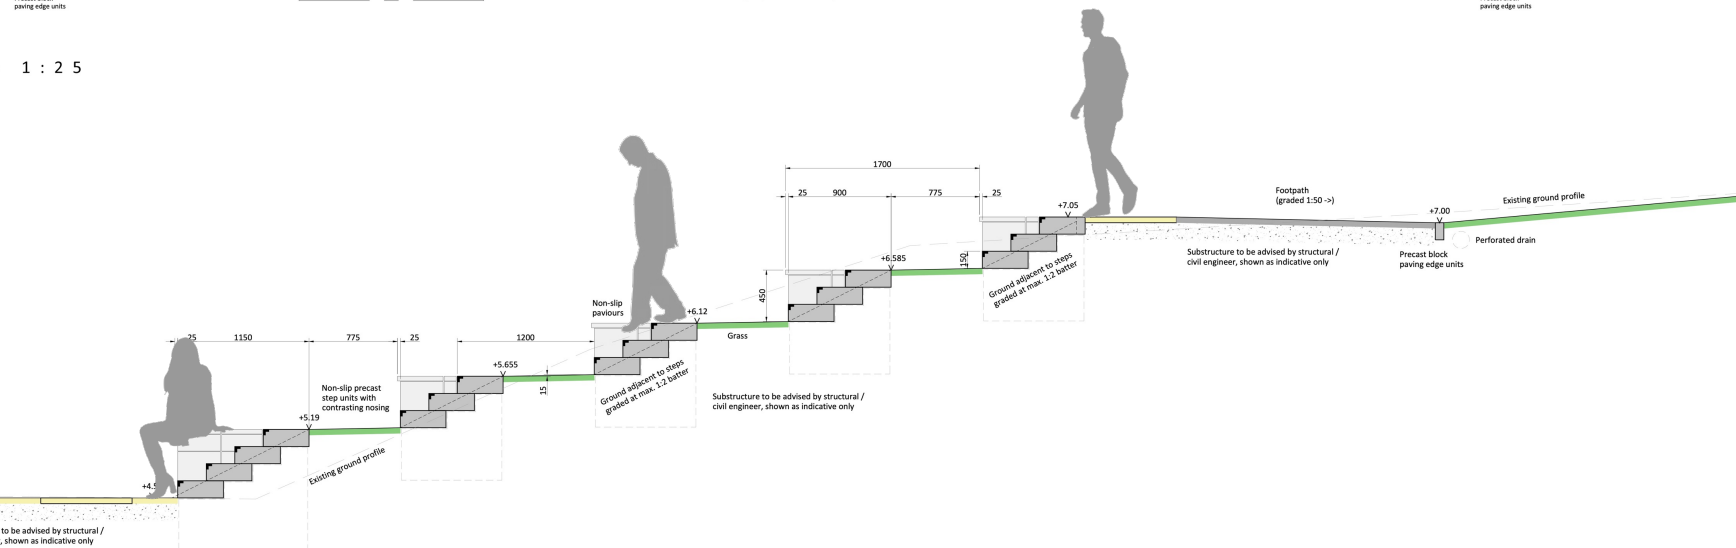 paving edge units
paving edge units
1 : 2 5
1700
25
900
775
25
+7.05
Footpath
(graded 1:50 ->)
Existing ground profile
+7.00
Perforated drain
Precast block
paving edge units
Substructure to be advised by structural /
civil engineer, shown as indicative only
Ground adjacent to steps
graded at max. 1:2 batter
150
+6.585
450
Non-slip
paviours
+6.12
Grass
25
1150
775
25
1200
+5.655
15
Ground adjacent to steps
graded at max. 1:2 batter
Substructure to be advised by structural /
civil engineer, shown as indicative only
Non-slip precast
step units with
contrasting nosing
+5.19
Existing ground profile
to be advised by structural /
, shown as indicative only